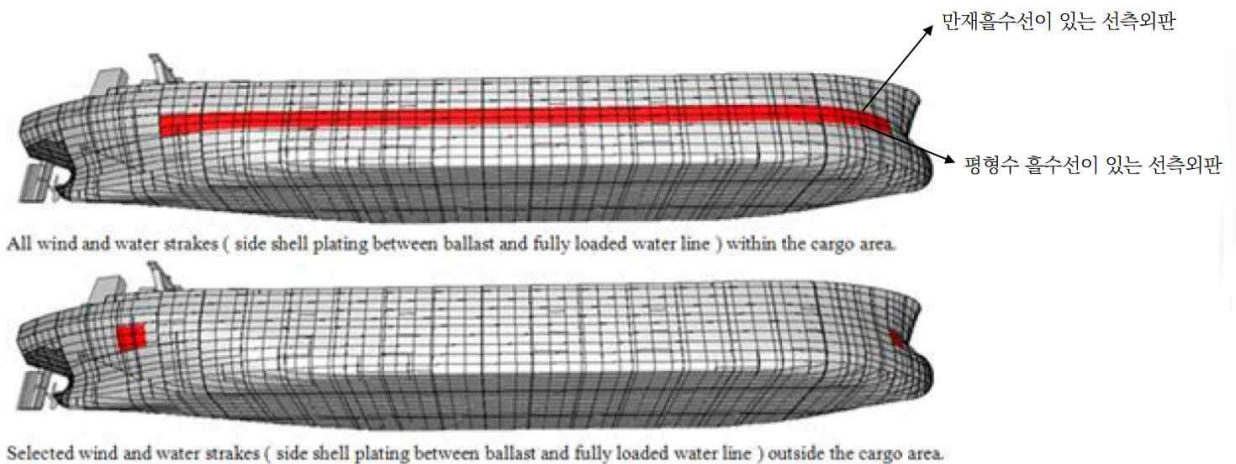 만재흘수선이 있는 선측외판
평형수 흘수선이 있는 선측외판
All wind and water strakes ( side shell plating between ballast and fully loaded water line ) within the cargo area.
Selected wind and water strakes ( side shell plating between ballast and fully loaded water line ) outside the cargo area.